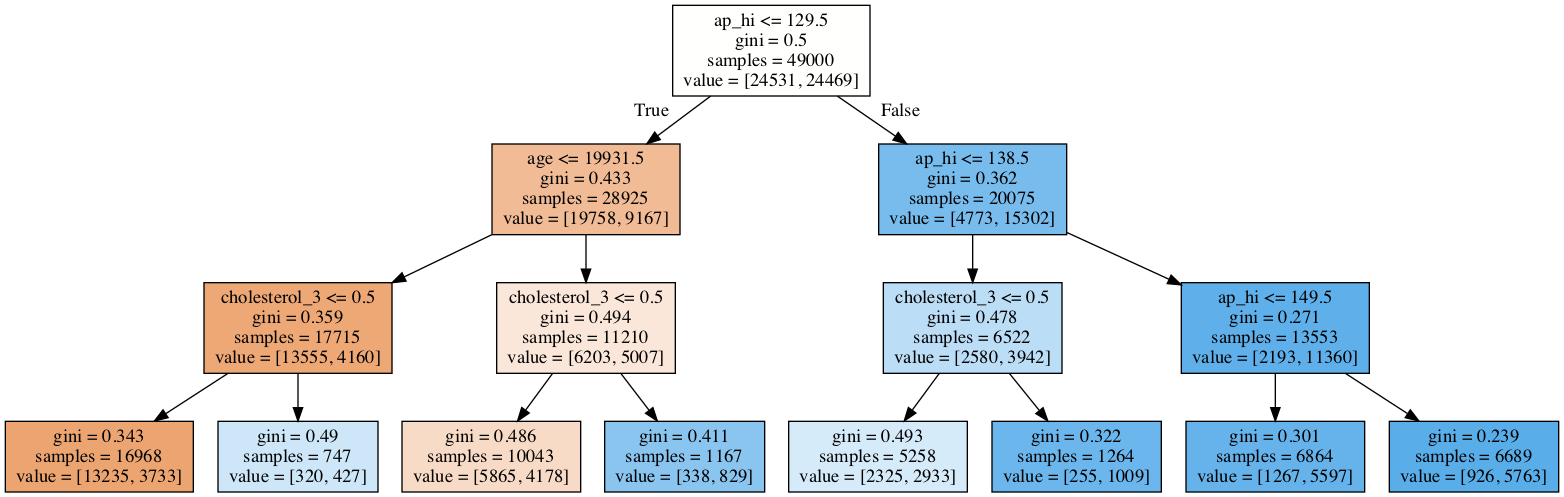 ap_hi <= 129.5
gini = 0.5
samples = 49000
value = [24531, 24469]
True
False
age <= 19931.5
gini = 0.433
samples = 28925
value = [19758, 9167]
ap_hi <= 138.5
gini = 0.362
samples = 20075
value = [4773, 15302]
cholesterol_3 <= 0.5
gini = 0.359
samples = 17715
value = [13555, 4160]
cholesterol_3 <= 0.5
gini = 0.494
samples = 11210
value = [6203, 5007]
cholesterol_3 <= 0.5
gini = 0.478
samples = 6522
value = [2580, 3942]
ap_hi <= 149.5
gini = 0.271
samples = 13553
value = [2193, 11360]
gini = 0.343
samples = 16968
value = [13235, 3733]
gini = 0.49
samples = 747
value = [320, 427]
gini = 0.486
samples = 10043
value = [5865, 4178]
gini = 0.411
samples = 1167
value = [338, 829]
gini = 0.493
samples = 5258
value = [2325, 2933]
gini = 0.322
samples = 1264
value = [255, 1009]
gini = 0.301
samples = 6864
value = [1267, 5597]
gini = 0.239
samples = 6689
value = [926, 5763]